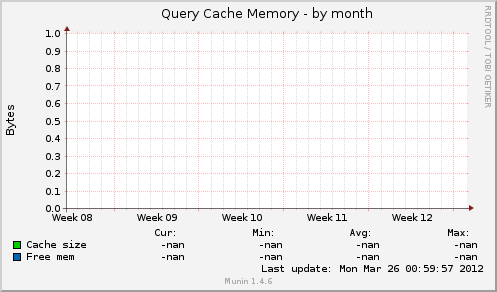 Query Cache Memory - by month
RRDTOOL / TOBI OETIKER
Bytes
1.0
0.9
0.8
0.7
0.6
0.5
0.4
0.3
0.2
0.1
0.0
Week 08 Week 09 Week 10 Week 11 Week 12
Cur: Min: Avg: Max:
Cache size -nan -nan -nan -nan
Free mem -nan -nan -nan -nan
Last update: Mon Mar 26 00:59:57 2012
Munin 1.4.6